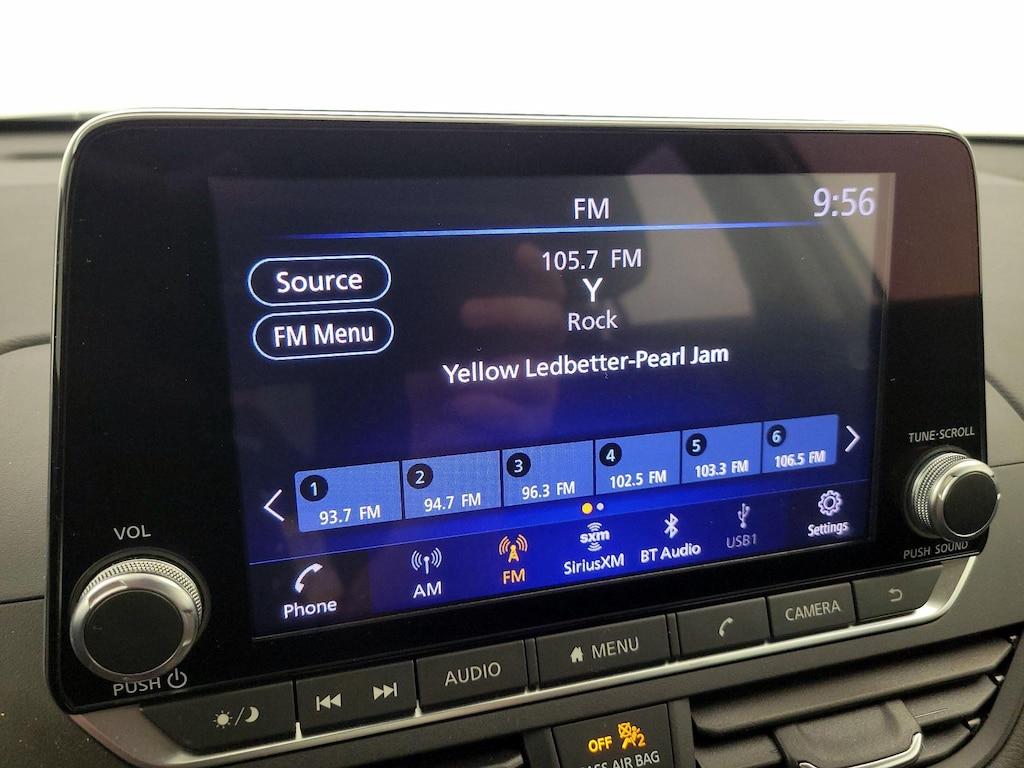 FM
9:56
Source
105.7 FM
Y
FM Menu
Rock
Yellow Ledbetter-Pearl Jam
1
93.7 FM
2
94.7 FM
3
96.3 FM
4
102.5 FM
5
103.3 FM
6
106.5 FM
Phone
AM
FM
sxm
SiriusXM
BT Audio
USB1
Settings
VOL
PUSH
TUNE·SCROLL
PUSH SOUND
AUDIO
MENU
CAMERA
OFF
2
PASS AIR BAG